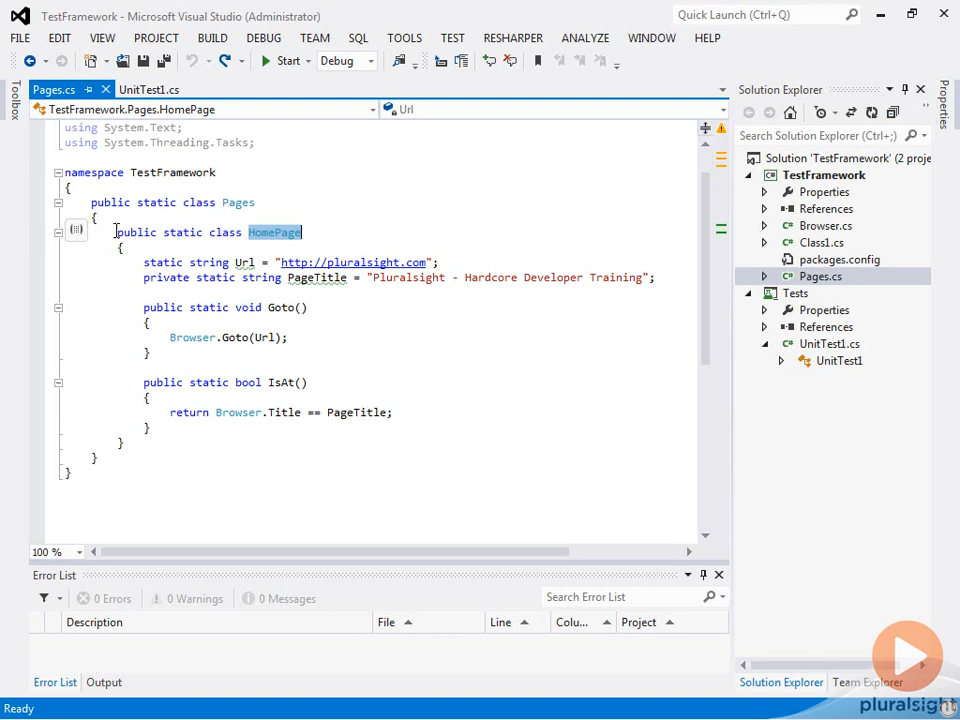 TestFramework - Microsoft Visual Studio (Administrator)
Quick Launch (Ctrl+Q)
FILE EDIT VIEW PROJECT BUILD DEBUG TEAM SQL TOOLS TEST RESHARPER ANALYZE WINDOW HELP
Start Debug
Toolbox
Pages.cs UnitTest1.cs
TestFramework.Pages.HomePage Url
using System.Text;
using System.Threading.Tasks;
namespace TestFramework
{
public static class Pages
{
public static class HomePage
{
static string Url = "http://pluralsight.com";
private static string PageTitle = "Pluralsight - Hardcore Developer Training";
public static void Goto()
{
Browser.Goto(Url);
}
public static bool IsAt()
{
return Browser.Title == PageTitle;
}
}
}
}
100 %
Solution Explorer
Search Solution Explorer (Ctrl+;)
Solution 'TestFramework' (2 proje
TestFramework
Properties
References
Browser.cs
Class1.cs
packages.config
Pages.cs
Tests
Properties
References
UnitTest1.cs
UnitTest1
Properties
Error List
0 Errors 0 Warnings 0 Messages
Search Error List
Description File Line Colu... Project
Error List Output
Solution Explorer Team Explorer
Ready
pluralsight